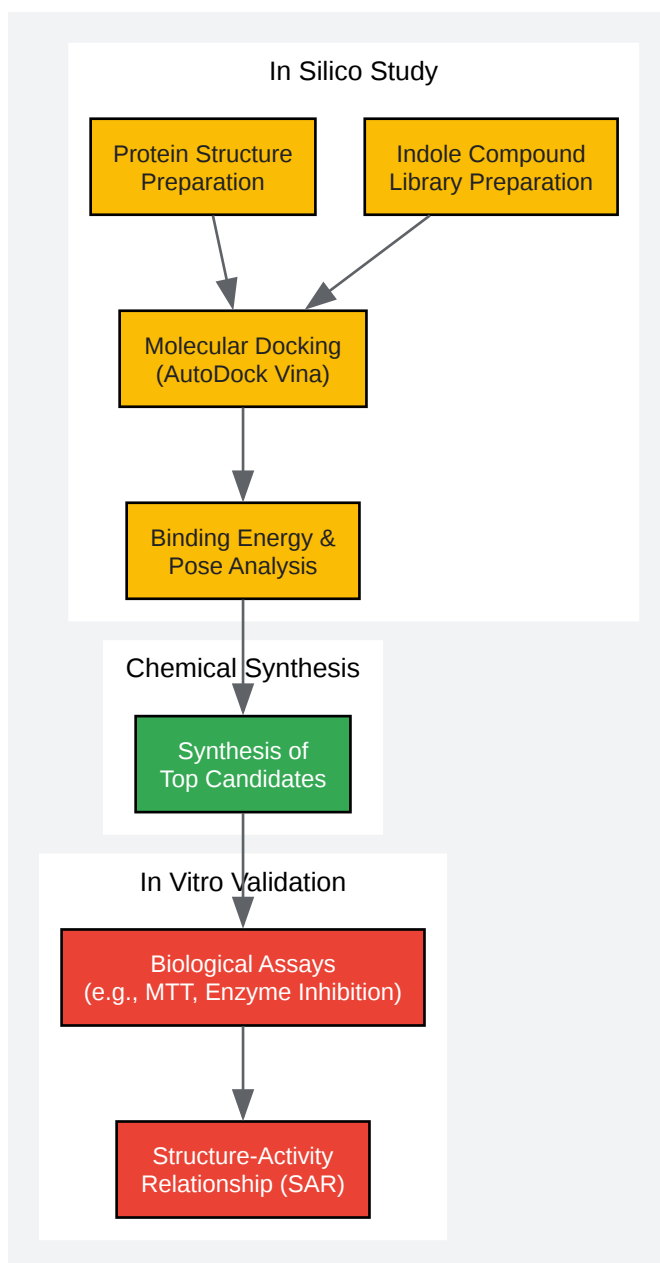 In Silico Study
Protein Structure
Preparation
Indole Compound
Library Preparation
Molecular Docking
(AutoDock Vina)
Binding Energy &
Pose Analysis
Chemical Synthesis
Synthesis of
Top Candidates
In Vitro Validation
Biological Assays
(e.g., MTT, Enzyme Inhibition)
Structure-Activity
Relationship (SAR)